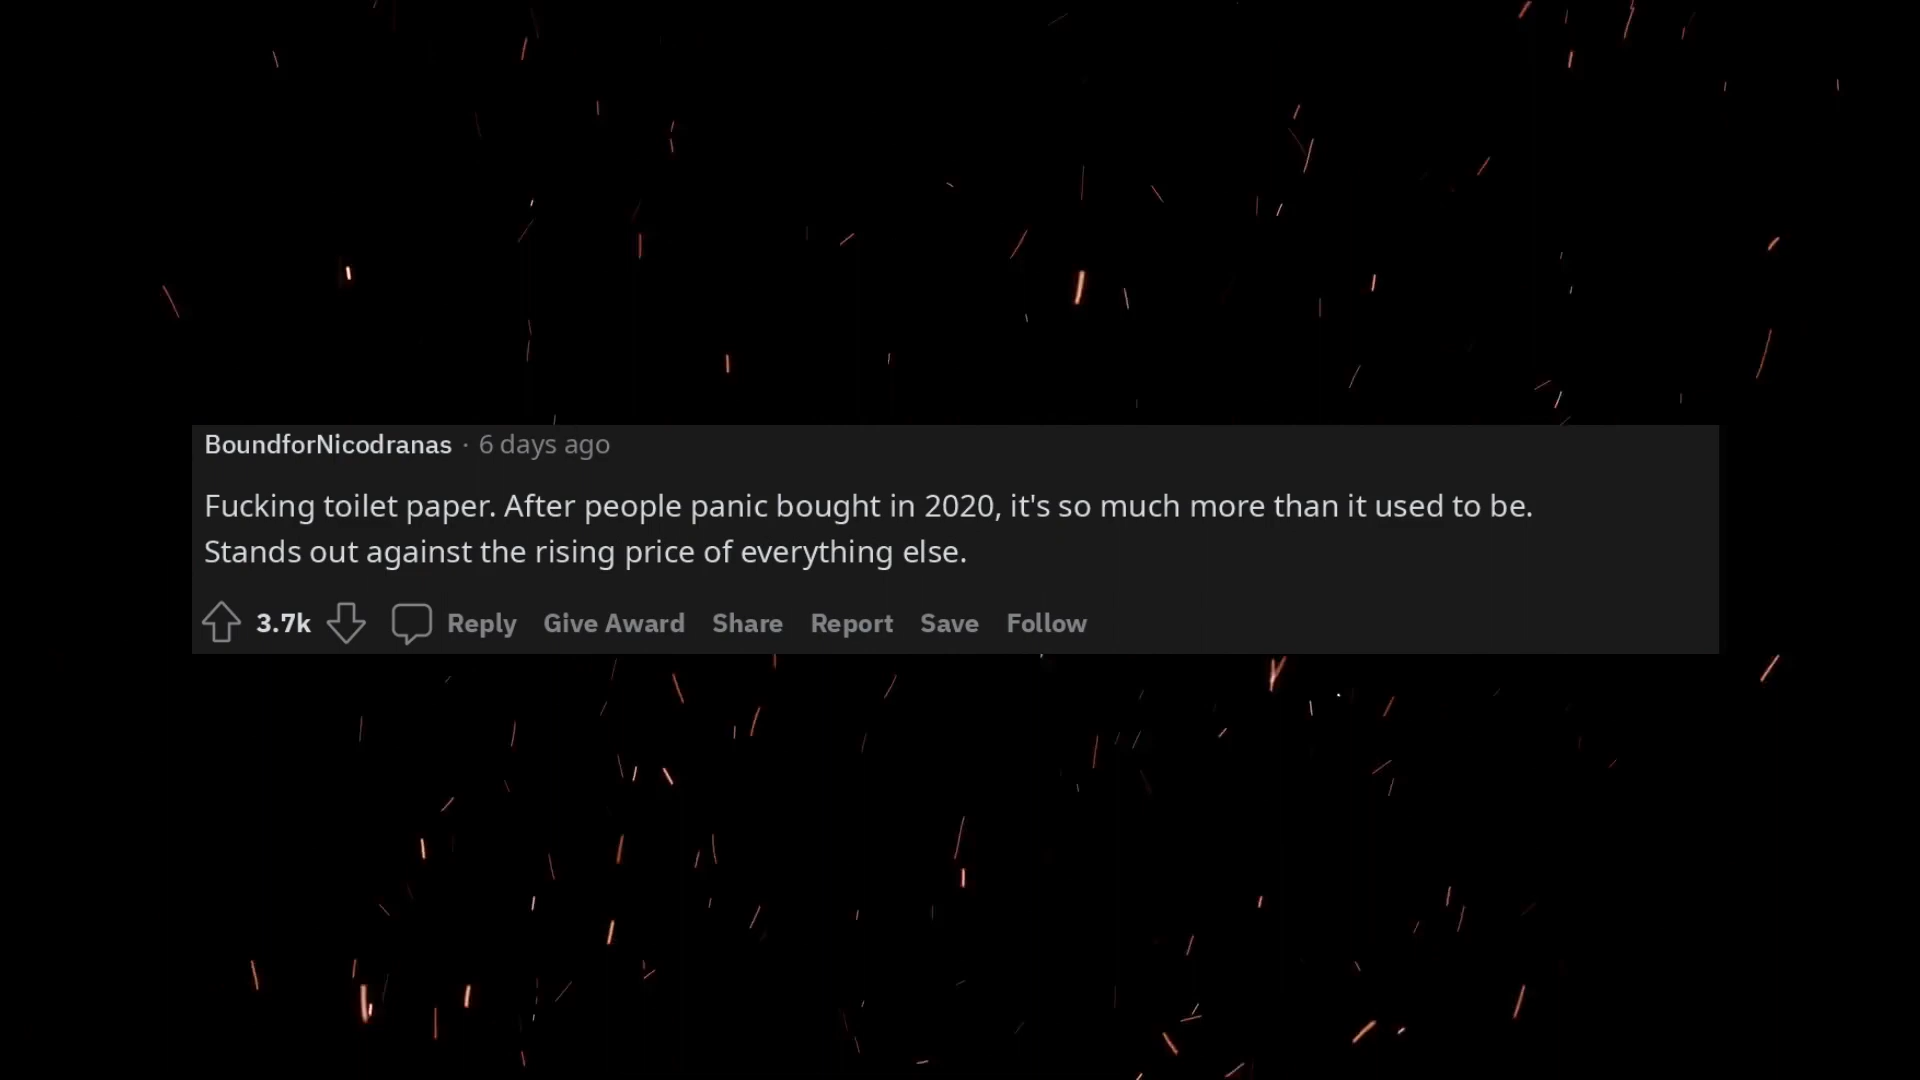 BoundforNicodranas · 6 days ago
Fucking toilet paper. After people panic bought in 2020, it's so much more than it used to be.
Stands out against the rising price of everything else.
3.7k Reply Give Award Share Report Save Follow